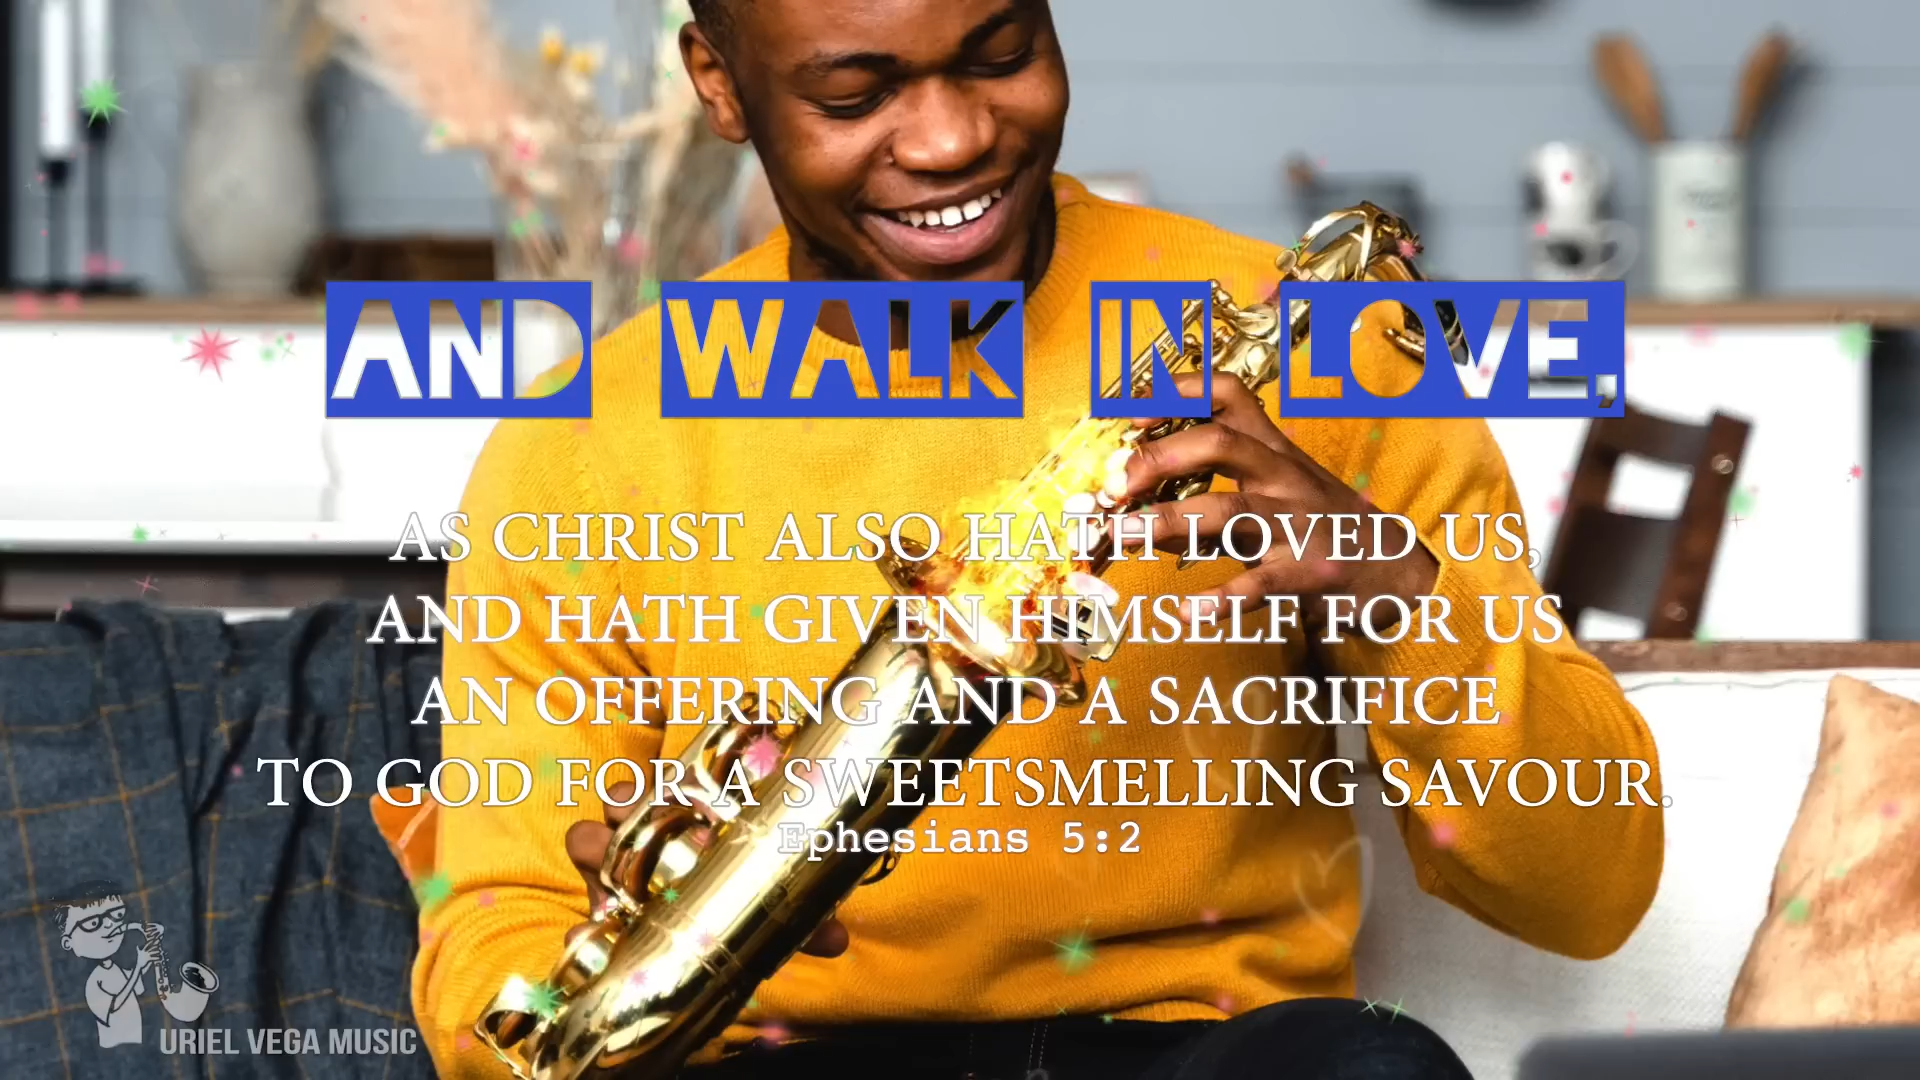 AND WALK IN LOVE,
AS CHRIST ALSO HATH LOVED US,
AND HATH GIVEN HIMSELF FOR US
AN OFFERING AND A SACRIFICE
TO GOD FOR A SWEETSMELLING SAVOUR.
Ephesians 5:2
URIEL VEGA MUSIC